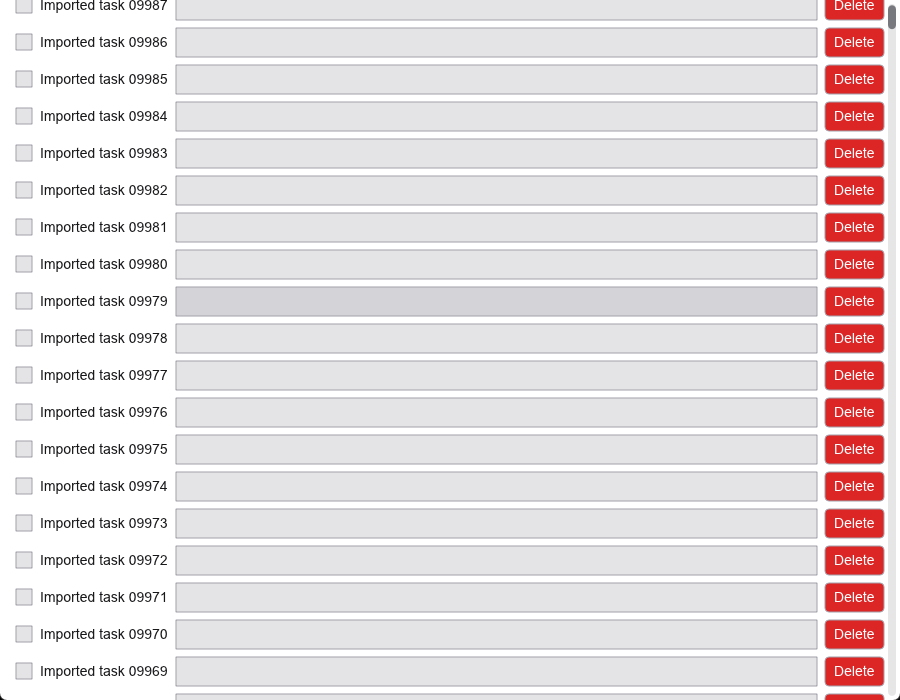 Imported task 09987 Delete
Imported task 09986 Delete
Imported task 09985 Delete
Imported task 09984 Delete
Imported task 09983 Delete
Imported task 09982 Delete
Imported task 09981 Delete
Imported task 09980 Delete
Imported task 09979 Delete
Imported task 09978 Delete
Imported task 09977 Delete
Imported task 09976 Delete
Imported task 09975 Delete
Imported task 09974 Delete
Imported task 09973 Delete
Imported task 09972 Delete
Imported task 09971 Delete
Imported task 09970 Delete
Imported task 09969 Delete